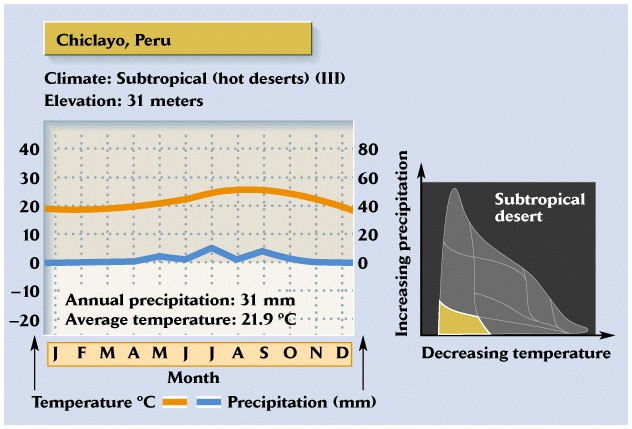 Chiclayo, Peru
Climate: Subtropical (hot deserts) (III)
Elevation: 31 meters
40 80
30 60
20 40
10 20
0 0
−10
−20
Annual precipitation: 31 mm
Average temperature: 21.9 ºC
J F M A M J J A S O N D
Month
Temperature ºC Precipitation (mm)
Increasing precipitation
Subtropical
desert
Decreasing temperature